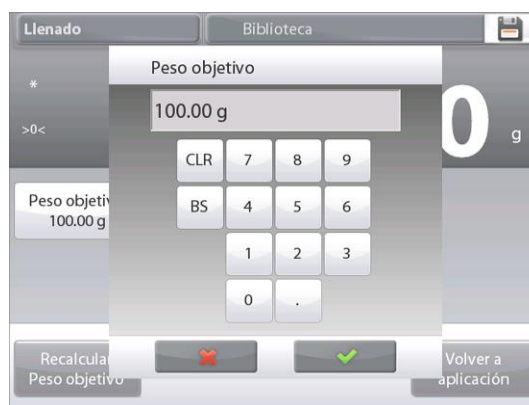 Llenado
Biblioteca
Peso objetivo
100.00 g
*
>0<
0
g
CLR 7 8 9
BS 4 5 6
1 2 3
0 .
Peso objetiv
100.00 g
Recalcular
Peso objetivo
Volver a
aplicación